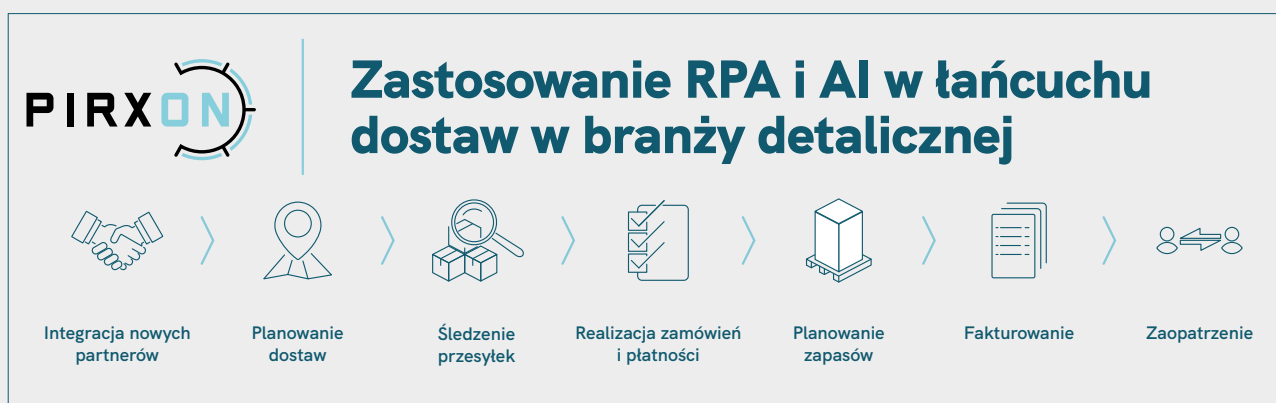 PIRXON
Zastosowanie RPA i AI w łańcuchu
dostaw w branży detalicznej
Integracja nowych
partnerów
Planowanie
dostaw
Śledzenie
przesyłek
Realizacja zamówień
i płatności
Planowanie
zapasów
Fakturowanie
Zaopatrzenie